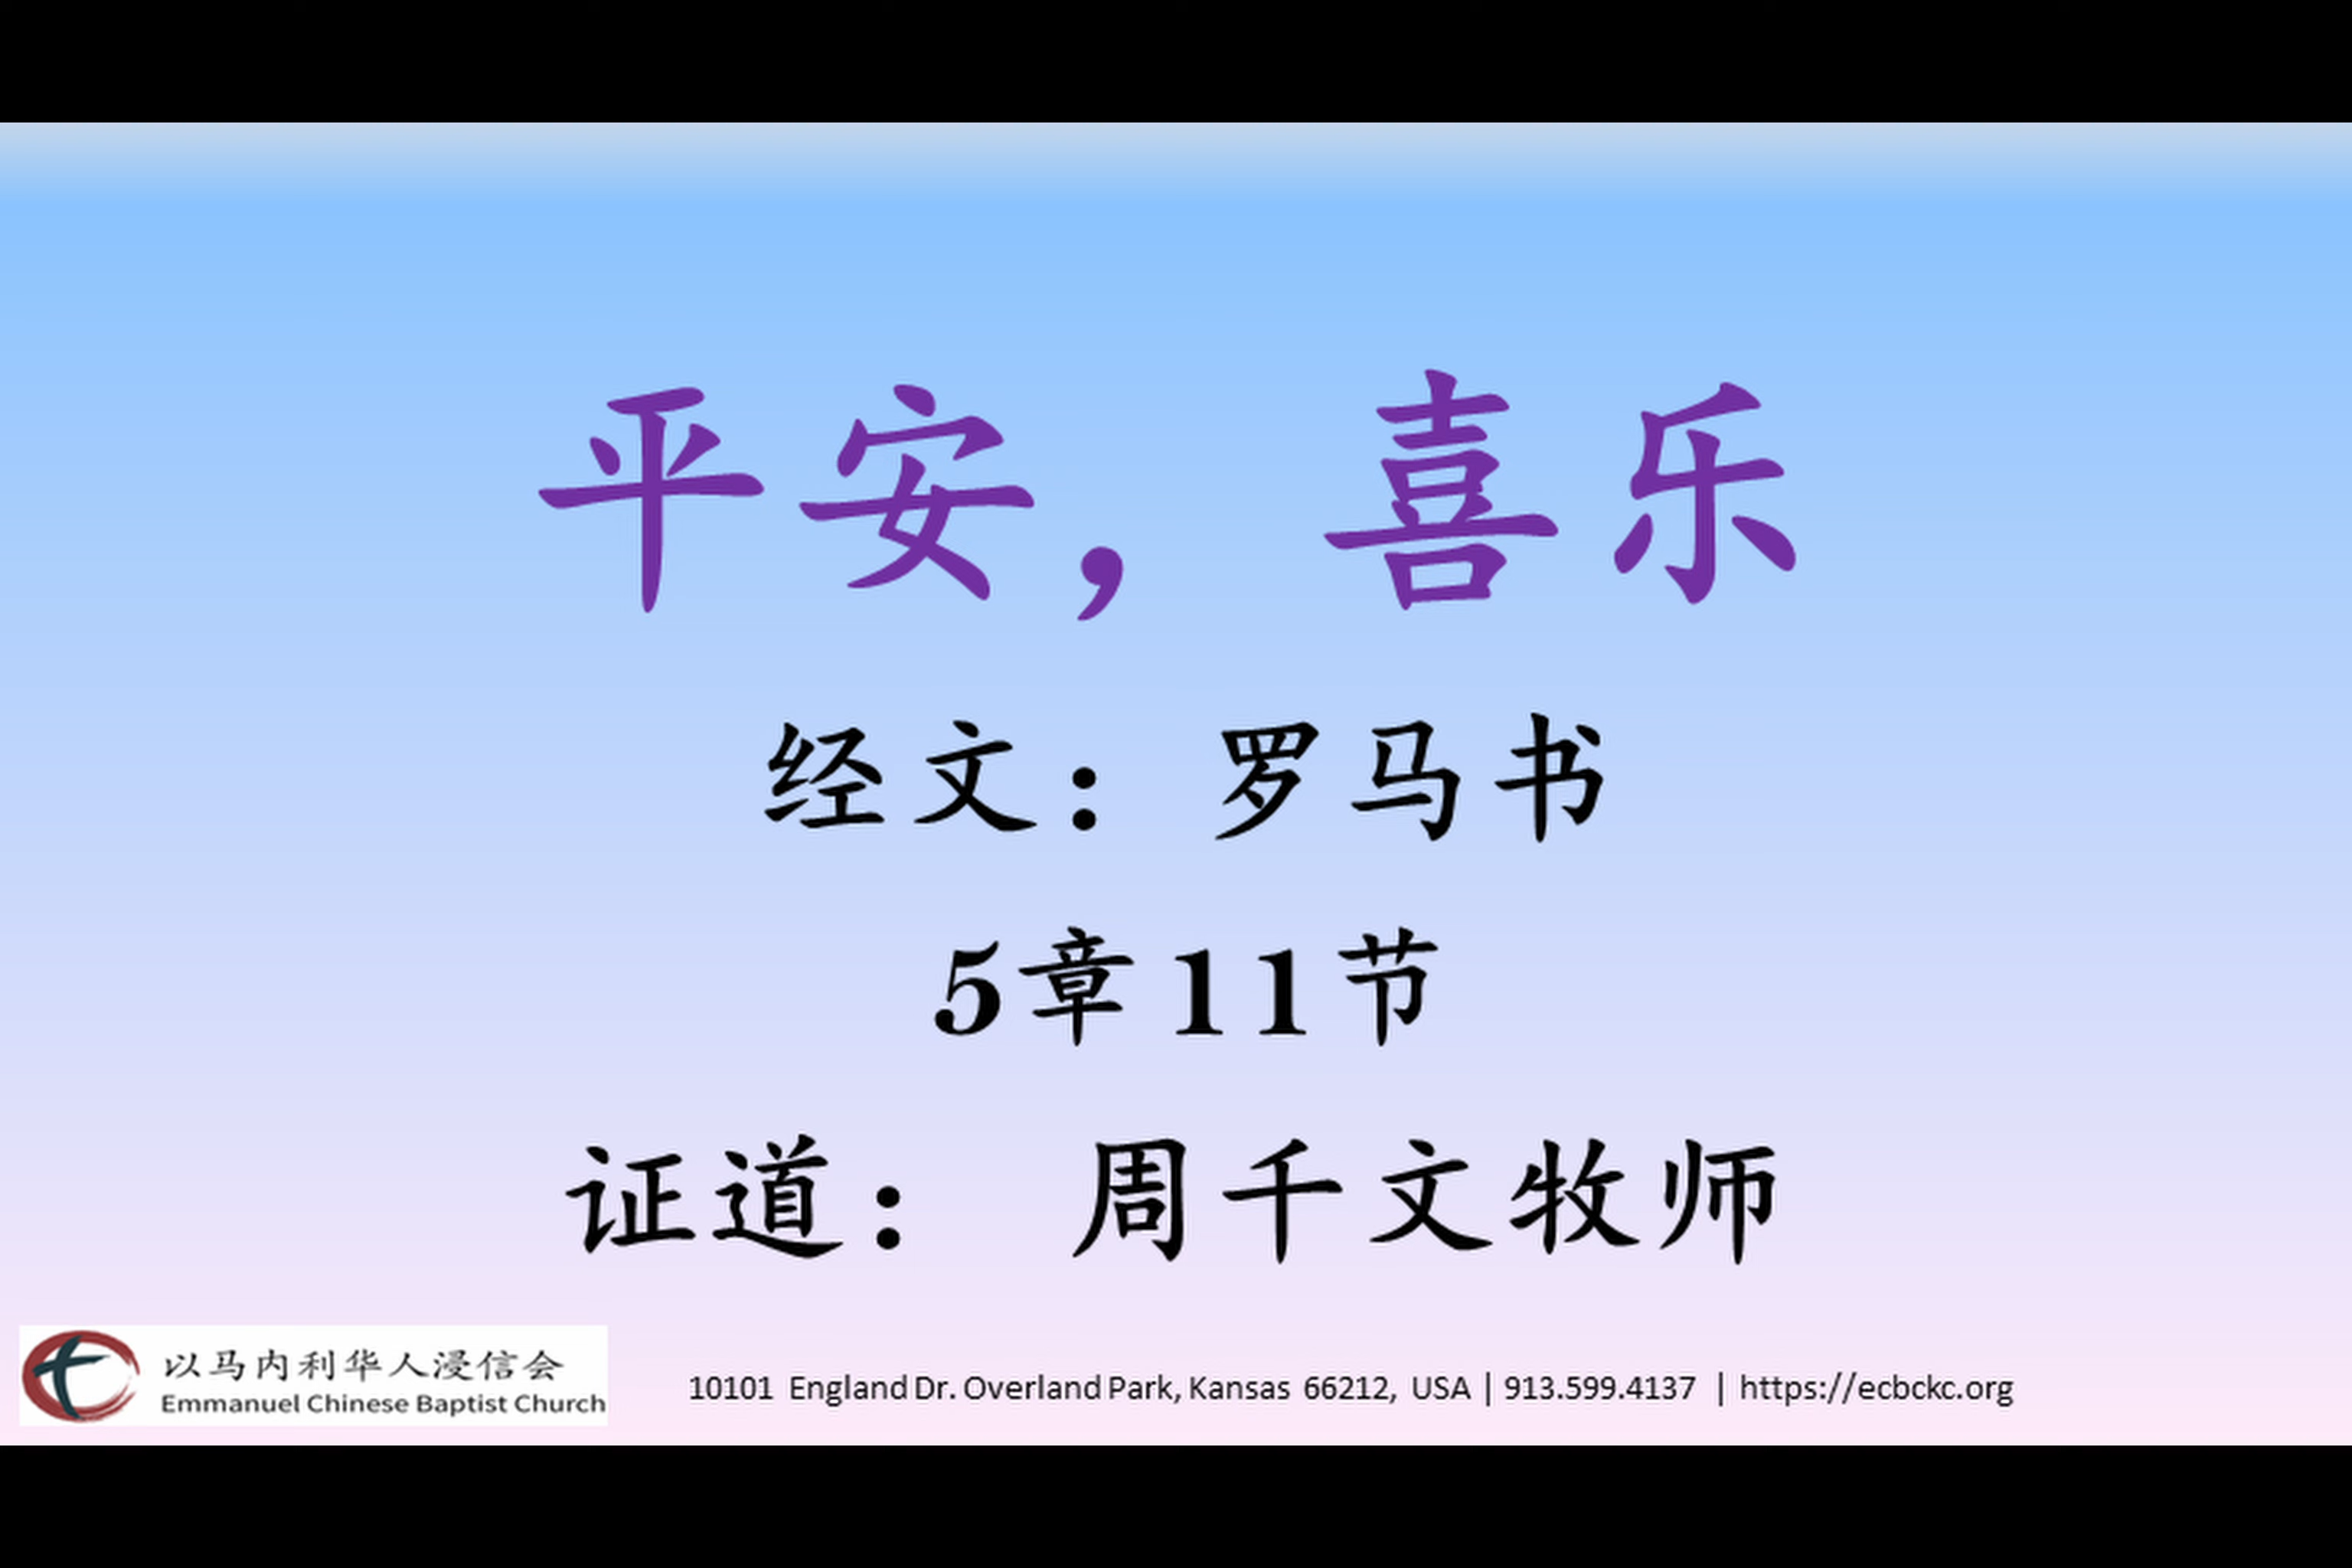 平安，喜乐
经文：罗马书
5章11节
证道： 周千文牧师
以马内利华人浸信会
Emmanuel Chinese Baptist Church
10101 England Dr. Overland Park, Kansas 66212, USA | 913.599.4137 | https://ecbckc.org